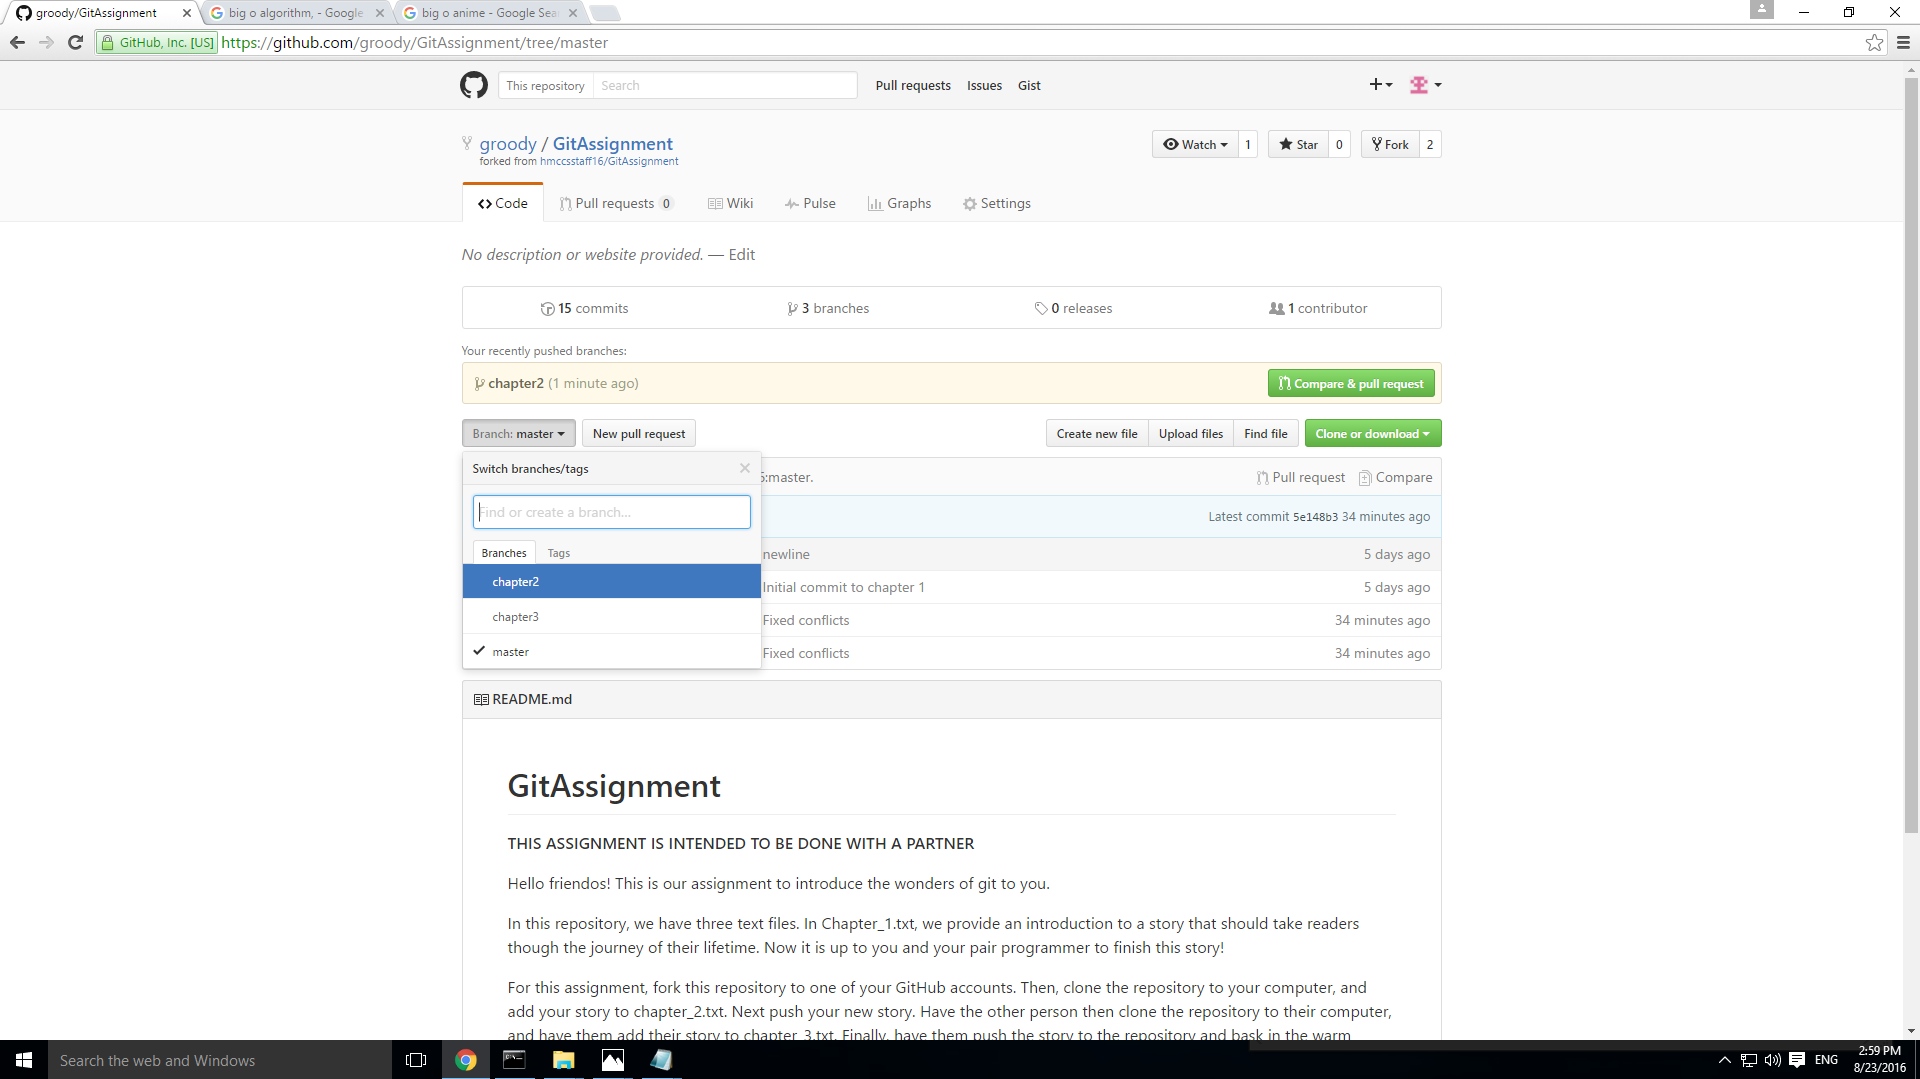 groody/GitAssignment
big o algorithm, - Google
big o anime - Google Sea
GitHub, Inc. [US] https://github.com/groody/GitAssignment/tree/master
This repository Search Pull requests Issues Gist
groody / GitAssignment
forked from hmccsstaff16/GitAssignment
Watch 1 Star 0 Fork 2
Code Pull requests 0 Wiki Pulse Graphs Settings
No description or website provided. — Edit
15 commits 3 branches 0 releases 1 contributor
Your recently pushed branches:
chapter2 (1 minute ago) Compare & pull request
Branch: master New pull request Create new file Upload files Find file Clone or download
Switch branches/tags
:master. Pull request Compare
Find or create a branch...
Latest commit 5e148b3 34 minutes ago
Branches Tags
newline 5 days ago
chapter2
Initial commit to chapter 1 5 days ago
chapter3
Fixed conflicts 34 minutes ago
master
Fixed conflicts 34 minutes ago
README.md
GitAssignment
THIS ASSIGNMENT IS INTENDED TO BE DONE WITH A PARTNER
Hello friendos! This is our assignment to introduce the wonders of git to you.
In this repository, we have three text files. In Chapter_1.txt, we provide an introduction to a story that should take readers
though the journey of their lifetime. Now it is up to you and your pair programmer to finish this story!
For this assignment, fork this repository to one of your GitHub accounts. Then, clone the repository to your computer, and
add your story to chapter_2.txt. Next push your new story. Have the other person then clone the repository to their computer,
and have them add their story to chapter_3.txt. Finally, have them push the story to the repository and bask in the warm
Search the web and Windows
ENG
2:59 PM
8/23/2016